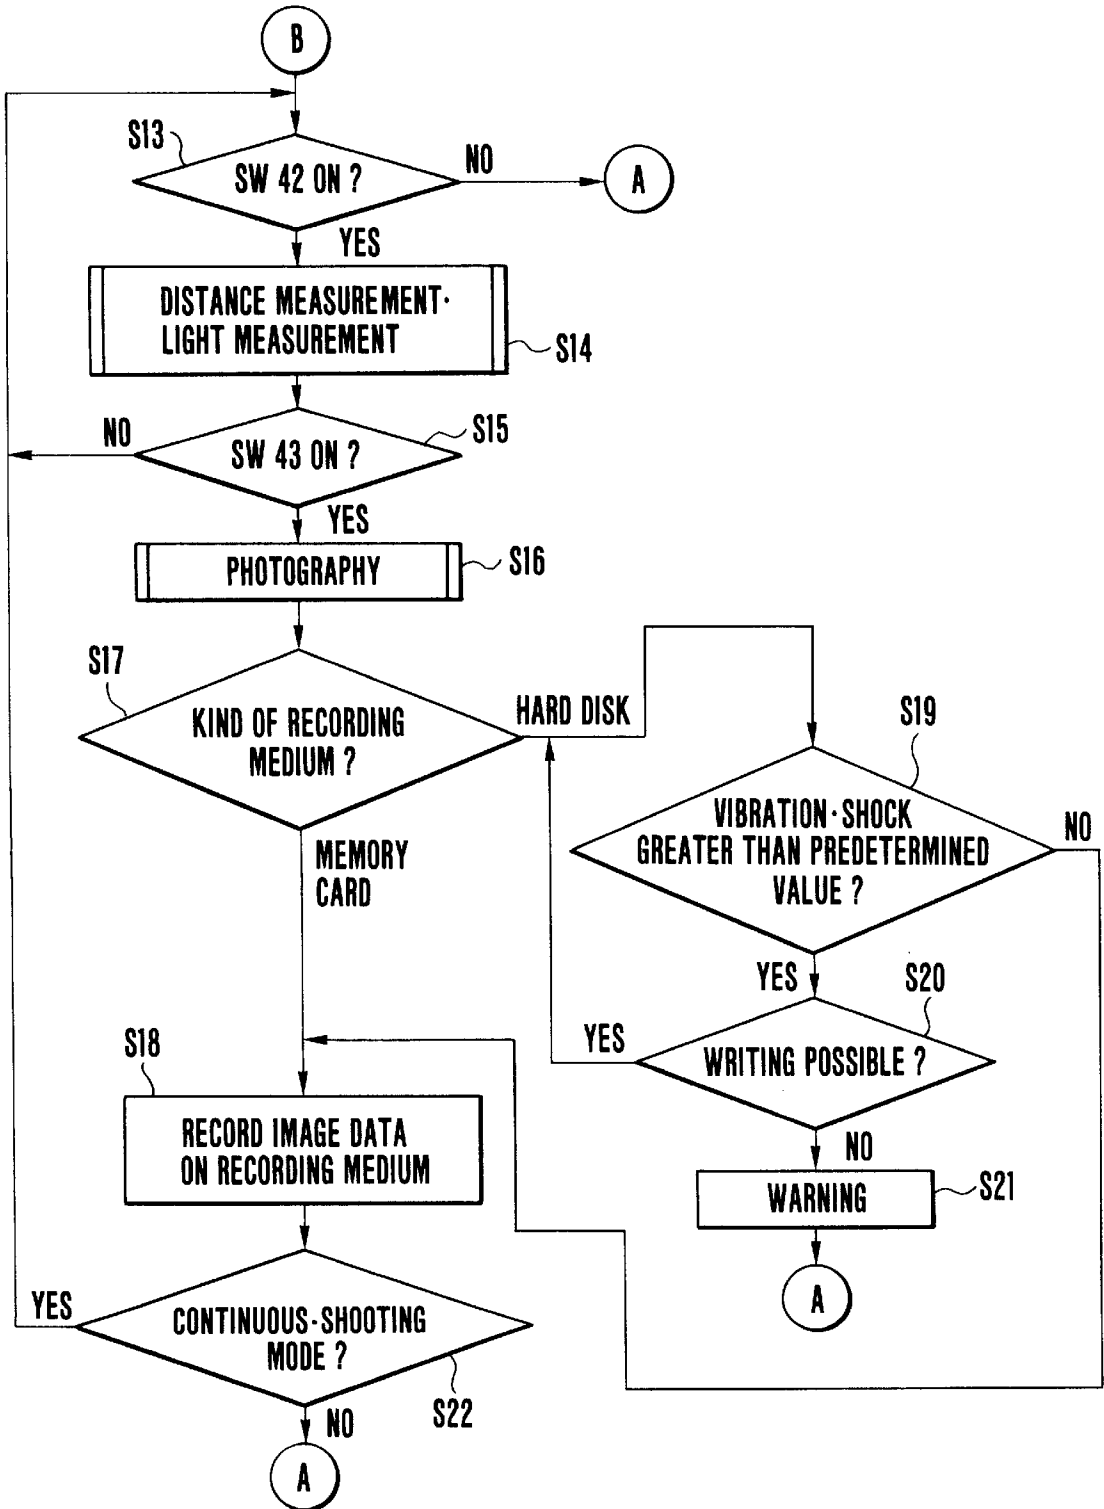 B
S13
SW 42 ON ?
NO
A
YES
DISTANCE MEASUREMENT·
LIGHT MEASUREMENT
S14
NO
SW 43 ON ?
S15
YES
PHOTOGRAPHY
S16
S17
KIND OF RECORDING
MEDIUM ?
HARD DISK
MEMORY
CARD
S19
VIBRATION·SHOCK
GREATER THAN PREDETERMINED
VALUE ?
NO
YES
S20
WRITING POSSIBLE ?
YES
NO
WARNING
S21
A
S18
RECORD IMAGE DATA
ON RECORDING MEDIUM
YES
CONTINUOUS·SHOOTING
MODE ?
S22
NO
A